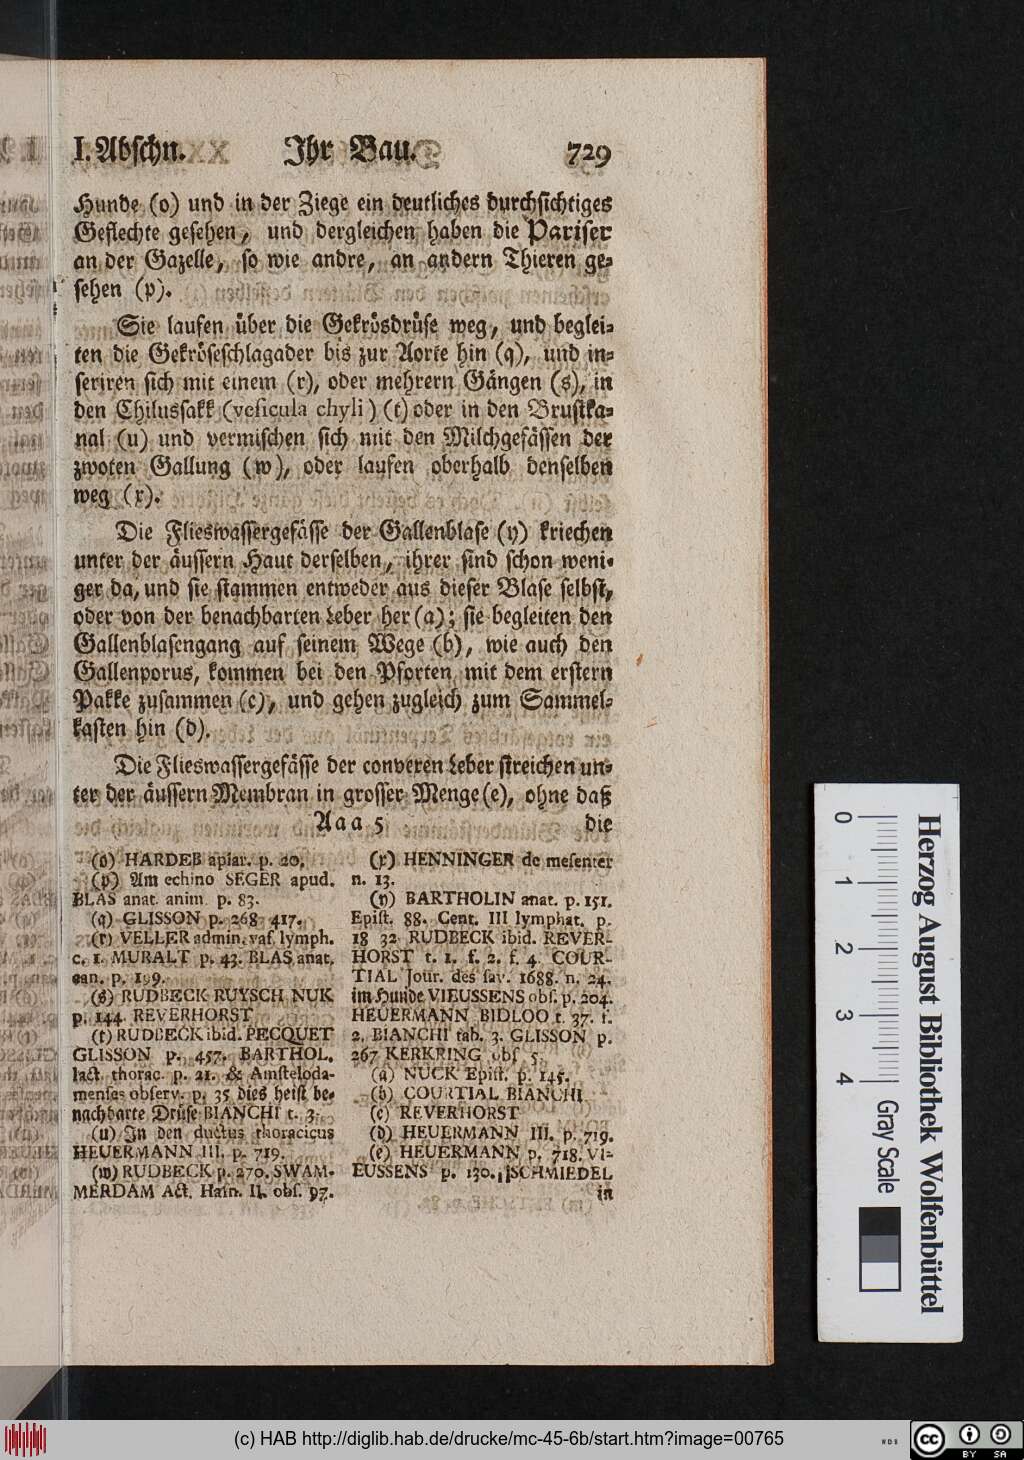 I. Abschn. Ihr Bau. 729
Hunde (o) und in der Ziege ein deutliches durchsichtiges
Geflechte gesehen, und dergleichen haben die Pariser
an der Gazelle, so wie andre, an andern Thieren ge-
sehen (p).
Sie laufen über die Gekrösdrüse weg, und beglei-
ten die Gekröseschlagader bis zur Aorte hin (q), und in-
seriren sich mit einem (r), oder mehrern Gängen (s), in
den Chilussakk (vesicula chyli) (t) oder in den Brustka-
nal (u) und vermischen sich mit den Milchgefässen der
zwoten Gallung (w), oder laufen oberhalb denselben
weg (x).
Die Flieswassergefässe der Gallenblase (y) kriechen
unter der äussern Haut derselben, ihrer sind schon weni-
ger da, und sie stammen entweder aus dieser Blase selbst,
oder von der benachbarten Leber her (a); sie begleiten den
Gallenblasengang auf seinem Wege (b), wie auch den
Gallenporus, kommen bei den Pforten mit dem erstern
Pakke zusammen (c), und gehen zugleich zum Sammel-
kasten hin (d).
Die Flieswassergefässe der converen Leber streichen un-
ter der äussern Membran in grosser Menge (e), ohne daß
Aaa 5 die
(o) HARDEB apiar. p. 20.
(p) Am echino SEGER apud.
BLAS anat. anim. p. 83.
(q) GLISSON p. 268 417.
(r) VELLER admin. vas. lymph.
c. 1. MURALT p. 43. BLAS anat.
can. p. 199.
(s) RUDBECK RUYSCH NUK
p. 144. REVERHORST
(t) RUDBECK ibid. PECQUET
GLISSON p. 457. BARTHOL.
lact. thorac. p. 21. & Amsteloda-
menses observ. p. 35 dies heist be-
nachbarte Drüse BIANCHI t. 3.
(u) In den ductus thoracicus
HEUERMANN III. p. 719.
(w) RUDBECK p. 270. SWAM-
MERDAM Act. Hafn. II. obs. 97.
(x) HENNINGER de mesenter
n. 13.
(y) BARTHOLIN anat. p. 151.
Epist. 88. Cent. III lymphat. p.
18 32 RUDBECK ibid. REVER-
HORST t. 1. f. 2. f. 4. COUR-
TIAL Jour. des sav. 1688. n. 24.
im Hunde VIEUSSENS obs. p. 204.
HEUERMANN BIDLOO t. 37. f.
2. BIANCHI tab. 3. GLISSON p.
267 KERKRING obs 5.
(a) NUCK Epist. p. 145.
(b) COURTIAL BIANCHI
(c) REVERHORST
(d) HEUERMANN III. p. 719.
(e) HEUERMANN p. 718. VI-
EUSSENS p. 130. SCHMIEDEL
in
Herzog August Bibliothek Wolfenbüttel
0 1 2 3 4 Gray Scale
(c) HAB http://diglib.hab.de/drucke/mc-45-6b/start.htm?image=00765
cc BY SA